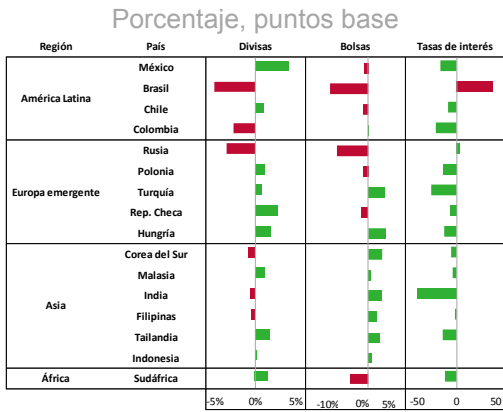 Porcentaje, puntos base
Región País Divisas Bolsas Tasas de interés
México
Brasil
América Latina
Chile
Colombia
Rusia
Polonia
Europa emergente Turquía
Rep. Checa
Hungría
Corea del Sur
Malasia
Asia India
Filipinas
Tailandia
Indonesia
África Sudáfrica
-5% 0% 5% -10% 0% 5% -50 0 50